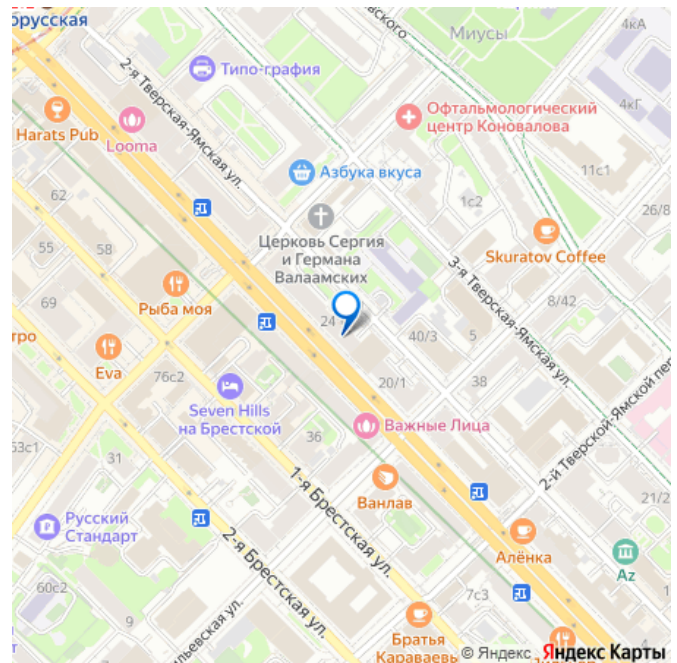 4кА
Миусы
2-я Тверская-Ямская ул.
Типо-графия
4кГ
Harats Pub
Looma
Офтальмологический
центр Коновалова
Азбука вкуса
11с1
62
1с2
26/8
Церковь Сергия
и Германа
Валаамских
55
58
Skuratov Coffee
3-я Тверская-Ямская ул.
69
Рыба моя
8/42
24
40/3
5
Eva
76с2
20/1
38
Seven Hills
на Брестской
Важные Лица
36
2-й Тверской-Ямской пер
31
1-я Брестская ул.
Ванлав
21/2
Русский
Стандарт
2-я Брестская ул.
Алёнка
Az
60с2
7с3
Братья
Караваевы
© Яндекс
Яндекс Карты